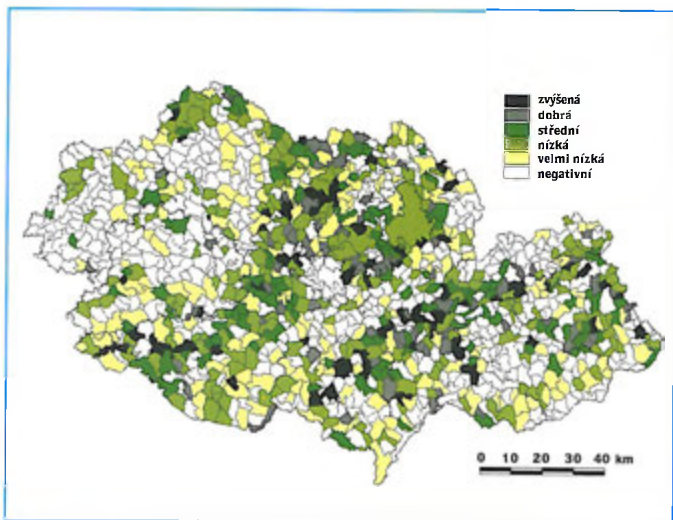 zvýšená
dobrá
střední
nízká
velmi nízká
negativní
0 10 20 30 40 km